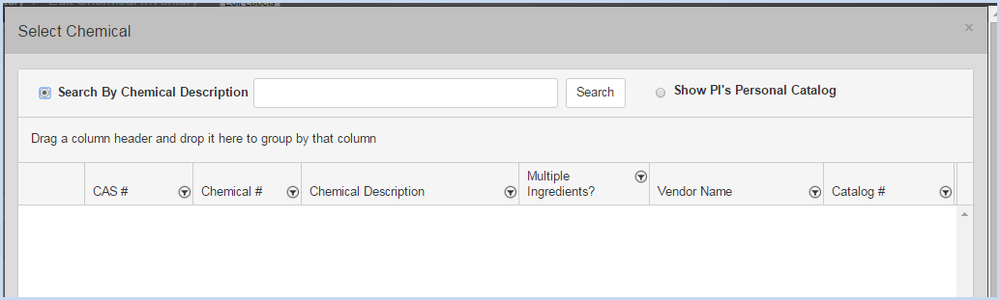 Select Chemical ×
Search By Chemical Description Search Show PI's Personal Catalog
Drag a column header and drop it here to group by that column
CAS # Chemical # Chemical Description Multiple Ingredients? Vendor Name Catalog #